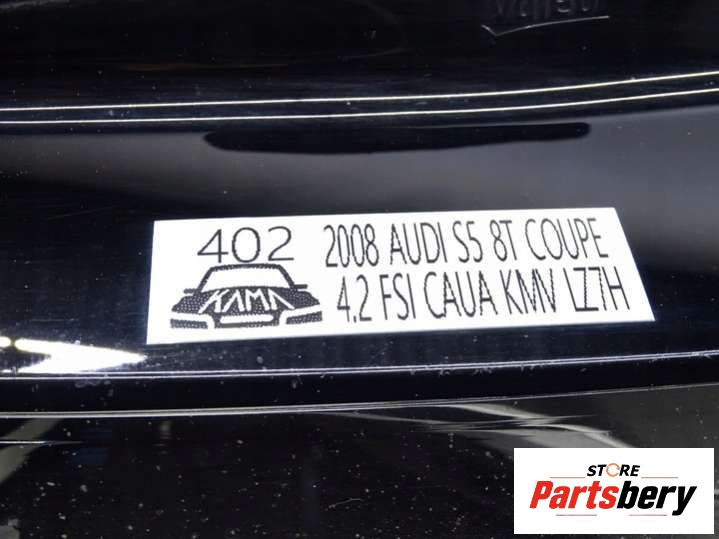 402
KAMA
2008 AUDI S5 8T COUPE
4.2 FSI CAUA KMV LZ7H
STORE
Partsbery